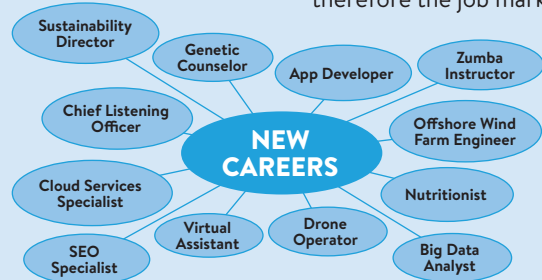 therefore the job mark
Sustainability
Director
Genetic
Counselor
App Developer
Zumba
Instructor
Chief Listening
Officer
NEW
CAREERS
Offshore Wind
Farm Engineer
Cloud Services
Specialist
Nutritionist
SEO
Specialist
Virtual
Assistant
Drone
Operator
Big Data
Analyst